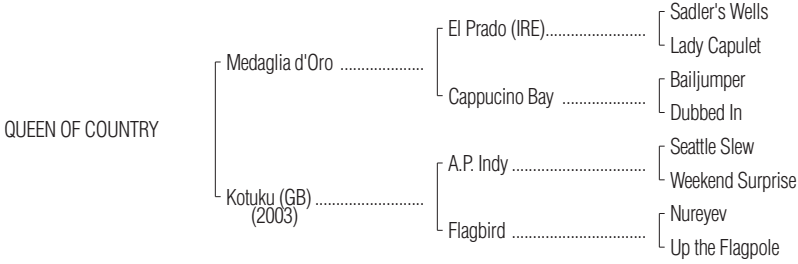 Sadler's Wells
El Prado (IRE)........................
Lady Capulet
Medaglia d'Oro ....................
Bailjumper
Cappucino Bay ....................
Dubbed In
QUEEN OF COUNTRY
Seattle Slew
A.P. Indy ................................
Weekend Surprise
Kotuku (GB) ..........................
(2003)
Nureyev
Flagbird ................................
Up the Flagpole